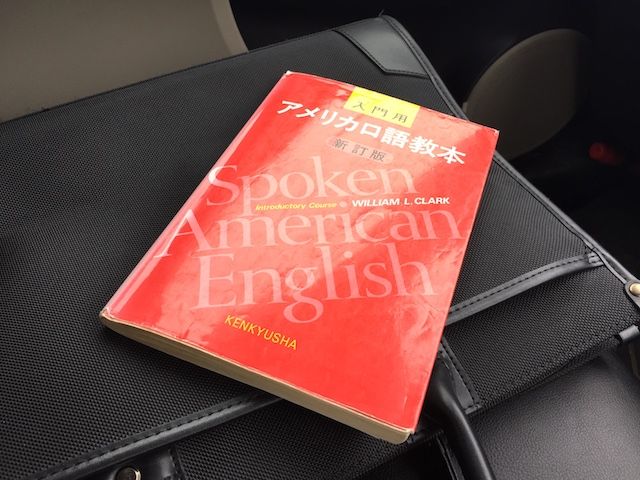 入門用
アメリカ口語教本
新訂版
Spoken
Introductory Course WILLIAM L. CLARK
American
English
KENKYUSHA